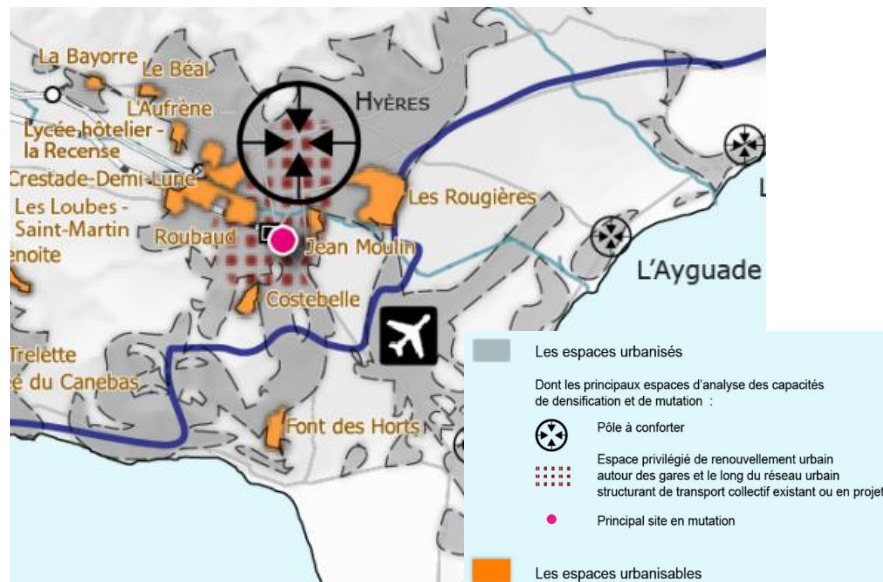 La Bayorre
Le Béal
HYÈRES
L'Aufrène
Lycée hôtelier -
la Recense
Crestade-Demi-Lune
Les Rougières
Les Loubes -
Saint-Martin
Roubaud
Jean Moulin
enoite
L'Ayguade
Costebelle
Trelette
é du Canebas
Font des Horts
Les espaces urbanisés
Dont les principaux espaces d'analyse des capacités
de densification et de mutation :
Pôle à conforter
Espace privilégié de renouvellement urbain
autour des gares et le long du réseau urbain
structurant de transport collectif existant ou en projet
Principal site en mutation
Les espaces urbanisables